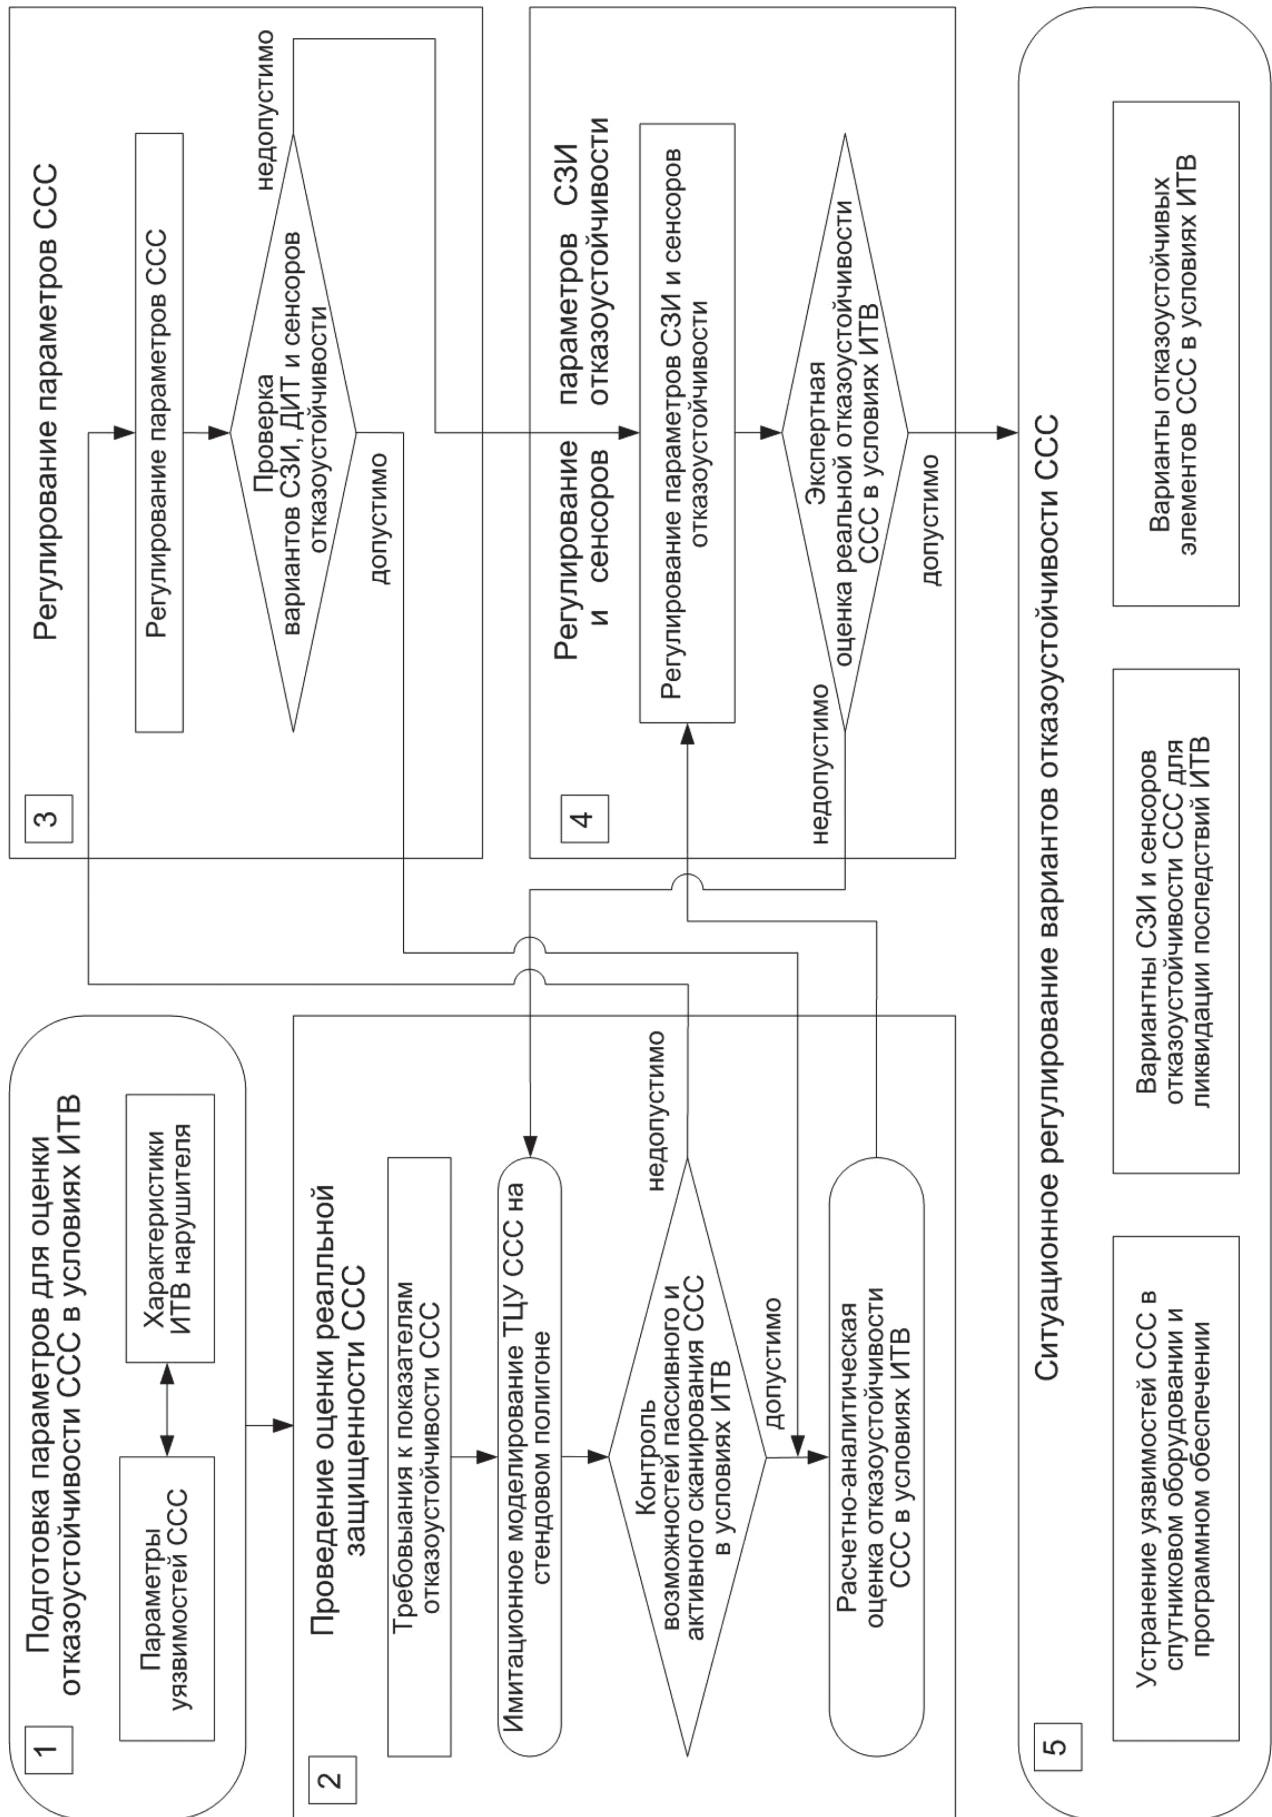 1
Подготовка параметров для оценки
отказоустойчивости ССС в условиях ИТВ
Параметры
уязвимостей ССС
Характеристики
ИТВ нарушителя
2
Проведение оценки реалльной
защищенности ССС
Требовыания к показателям
отказоустойчивости ССС
Имитационное моделирование ТЦУ ССС на
стендовом полигоне
Контроль
возможностей пассивного и
активного сканирования ССС
в условиях ИТВ
недопустимо
допустимо
Расчетно-аналитическая
оценка отказоустойчивости
ССС в условиях ИТВ
3
Регулирование параметров ССС
Регулирование параметров ССС
Проверка
вариантов СЗИ, ДИТ и сенсоров
отказоустойчивости
недопустимо
допустимо
4
Регулирование параметров СЗИ
и сенсоров отказоустойчивости
Регулирование параметров СЗИ и сенсоров
отказоустойчивости
Экспертная
оценка реальной отказоустойчивости
ССС в условиях ИТВ
недопустимо
допустимо
5
Ситуационное регулирование вариантов отказоустойчивости ССС
Устранение уязвимостей ССС в
спутниковом оборудовании и
программном обеспечении
Вариантны СЗИ и сенсоров
отказоустойчивости ССС для
ликвидации последствий ИТВ
Варианты отказоустойчивых
элементов ССС в условиях ИТВ